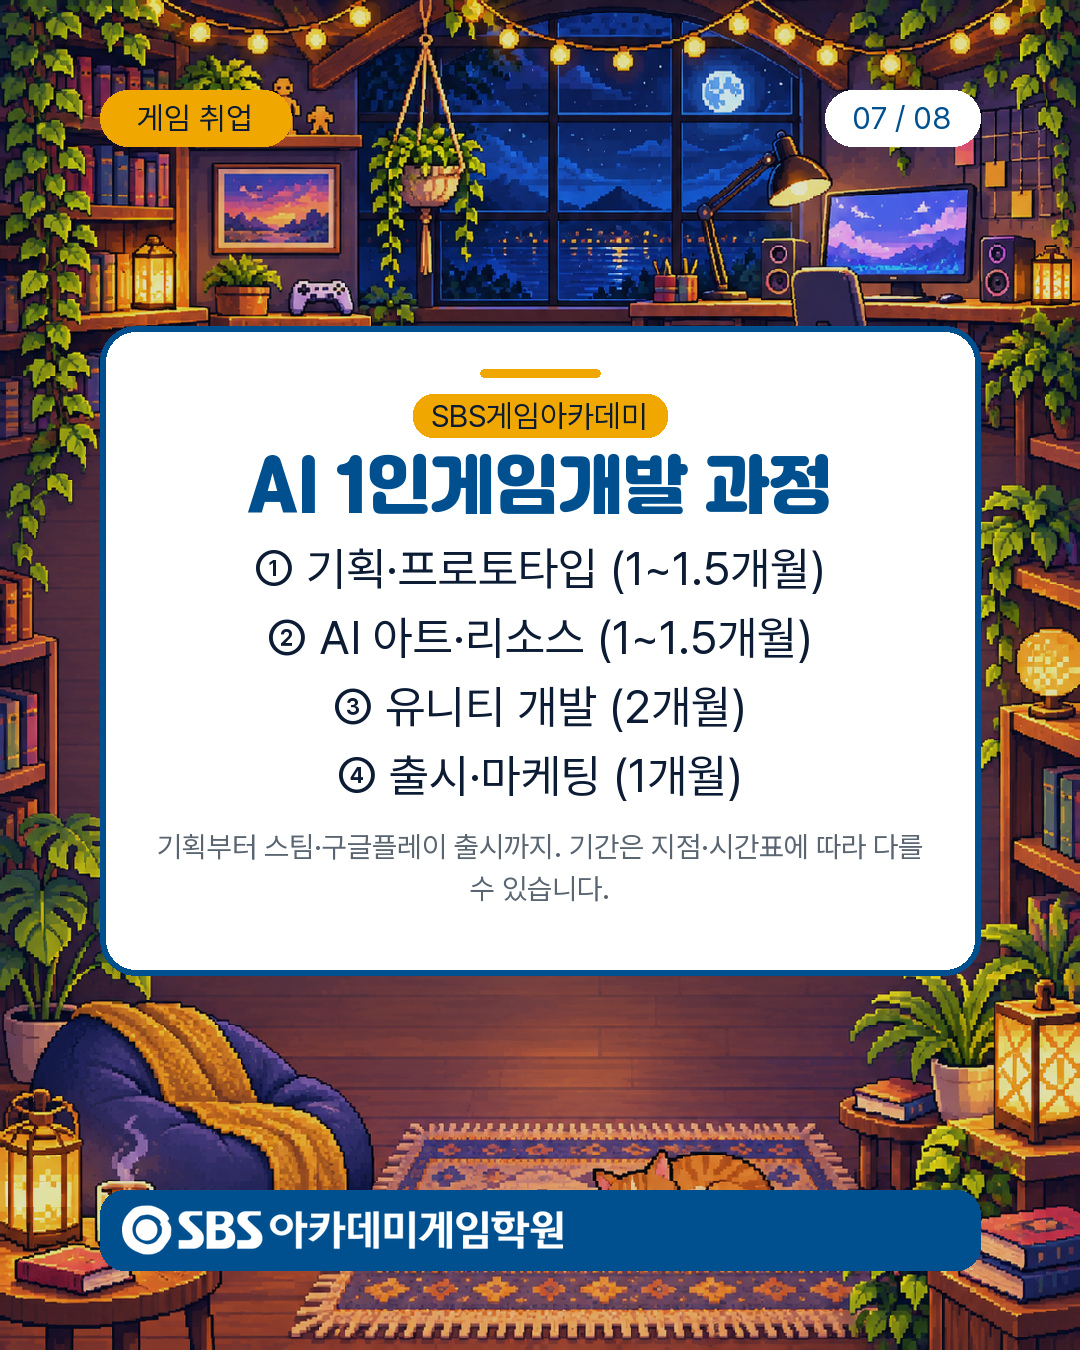 게임 취업
07 / 08
SBS게임아카데미
AI 1인게임개발 과정
① 기획·프로토타입 (1~1.5개월)
② AI 아트·리소스 (1~1.5개월)
③ 유니티 개발 (2개월)
④ 출시·마케팅 (1개월)
기획부터 스팀·구글플레이 출시까지. 기간은 지점·시간표에 따라 다를
수 있습니다.
SBS 아카데미게임학원